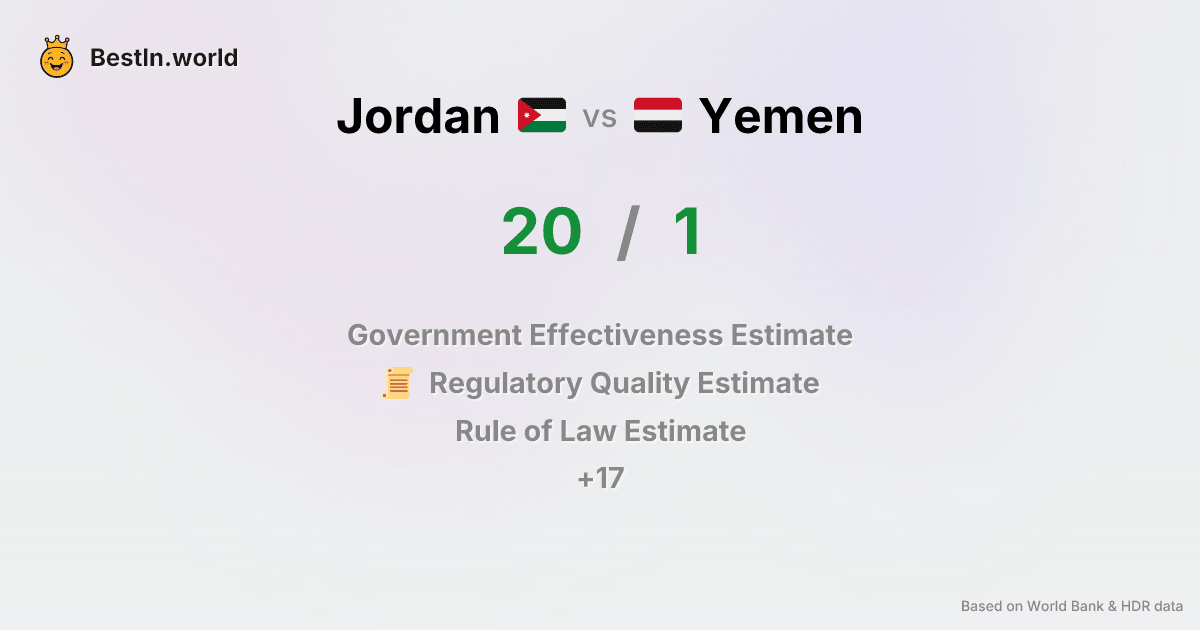 BestIn.world
Jordan vs Yemen
20 / 1
Government Effectiveness Estimate
Regulatory Quality Estimate
Rule of Law Estimate
+17
Based on World Bank & HDR data